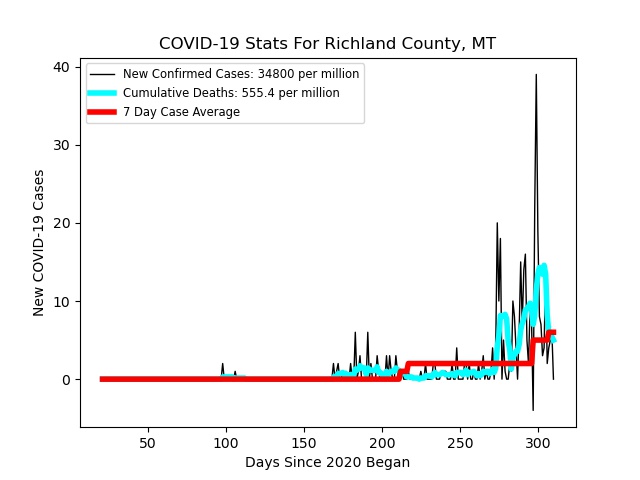 COVID-19 Stats For Richland County, MT
New Confirmed Cases: 34800 per million
Cumulative Deaths: 555.4 per million
7 Day Case Average
New COVID-19 Cases
40
30
20
10
0
50 100 150 200 250 300
Days Since 2020 Began